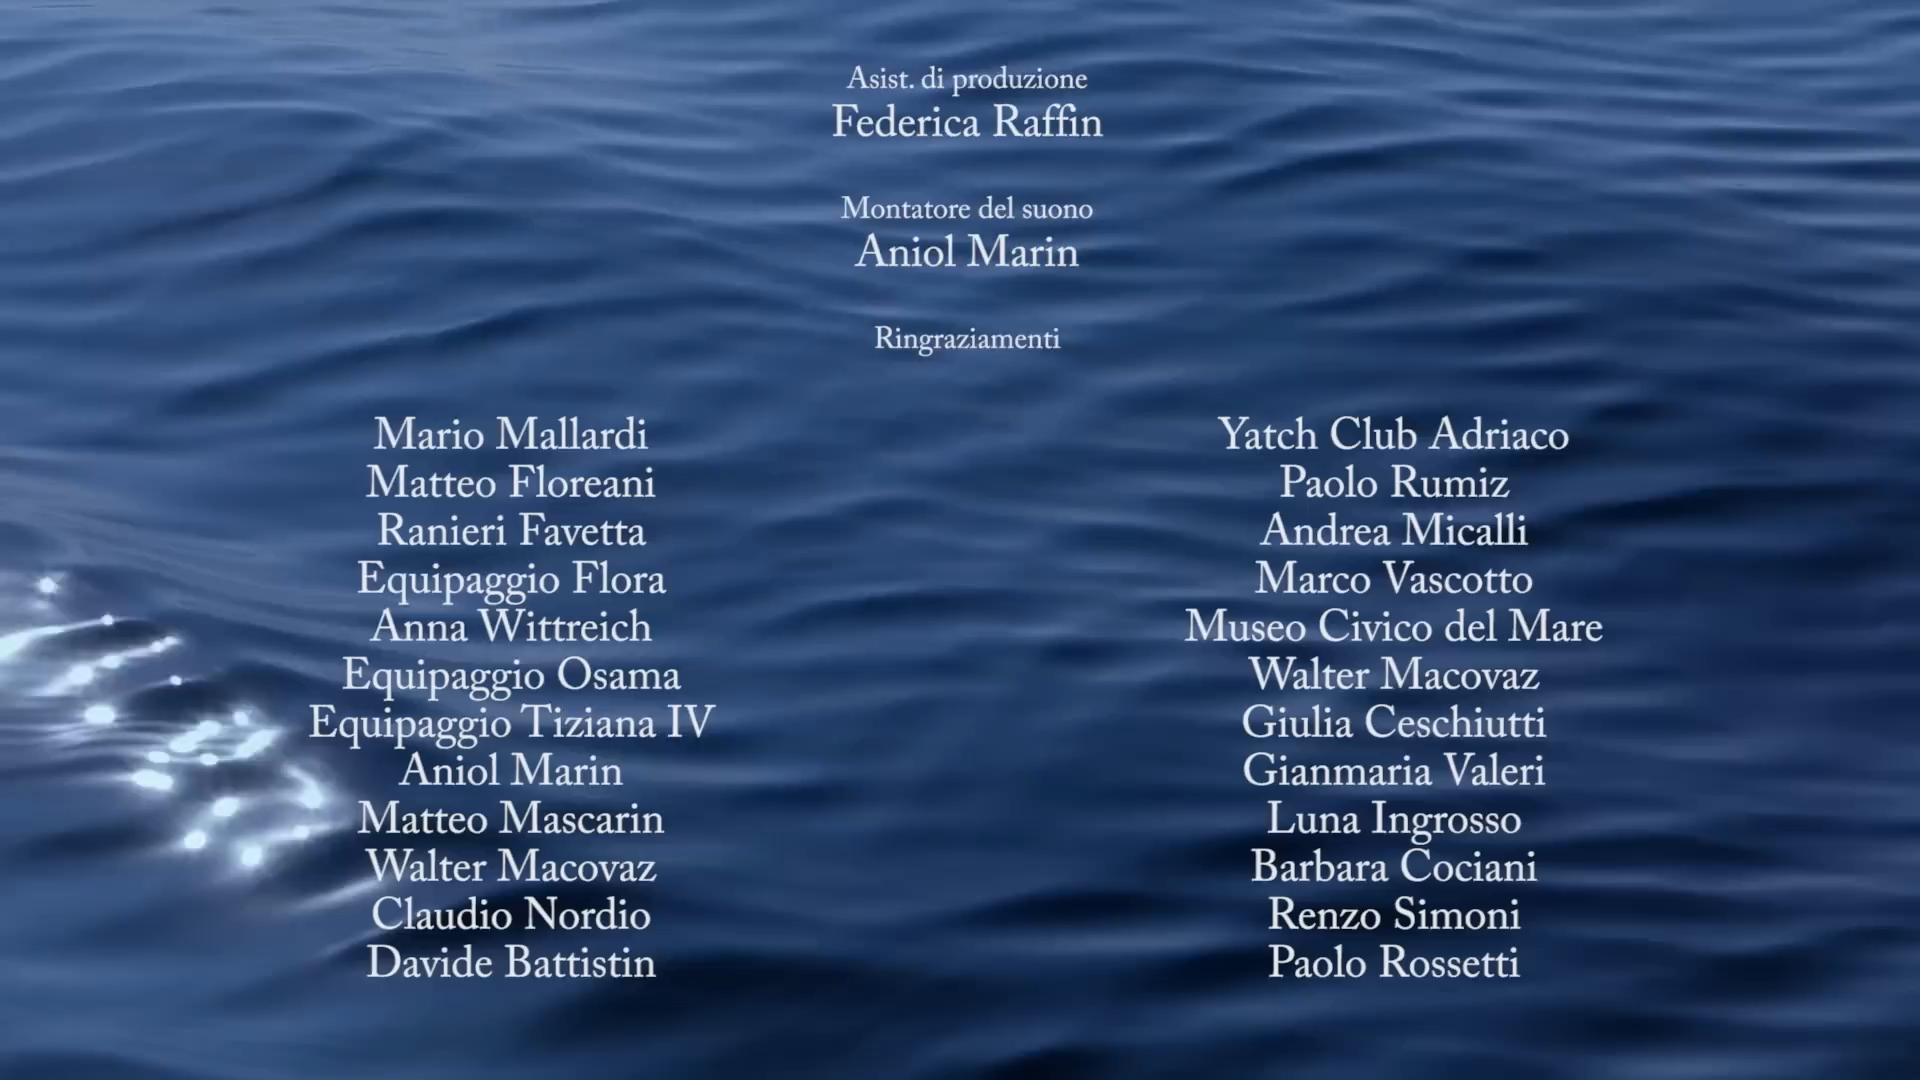 Asist. di produzione
Federica Raffin
Montatore del suono
Aniol Marin
Ringraziamenti
Mario Mallardi
Matteo Floreani
Ranieri Favetta
Equipaggio Flora
Anna Wittreich
Equipaggio Osama
Equipaggio Tiziana IV
Aniol Marin
Matteo Mascarin
Walter Macovaz
Claudio Nordio
Davide Battistin
Yatch Club Adriaco
Paolo Rumiz
Andrea Micalli
Marco Vascotto
Museo Civico del Mare
Walter Macovaz
Giulia Ceschiutti
Gianmaria Valeri
Luna Ingrosso
Barbara Cociani
Renzo Simoni
Paolo Rossetti